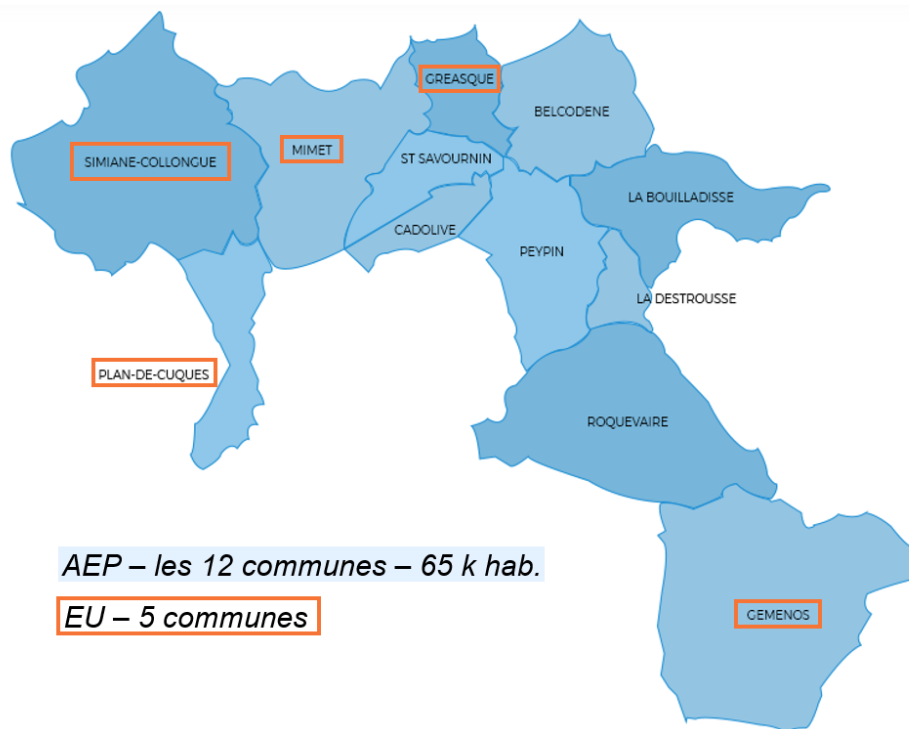 GREASQUE
BELCODENE
SIMIANE-COLLONGUE
MIMET
ST SAVOURNIN
LA BOUILLADISSE
CADOLIVE
PEYPIN
LA DESTROUSSE
PLAN-DE-CUQUES
ROQUEVAIRE
AEP – les 12 communes – 65 k hab.
EU – 5 communes
GEMENOS